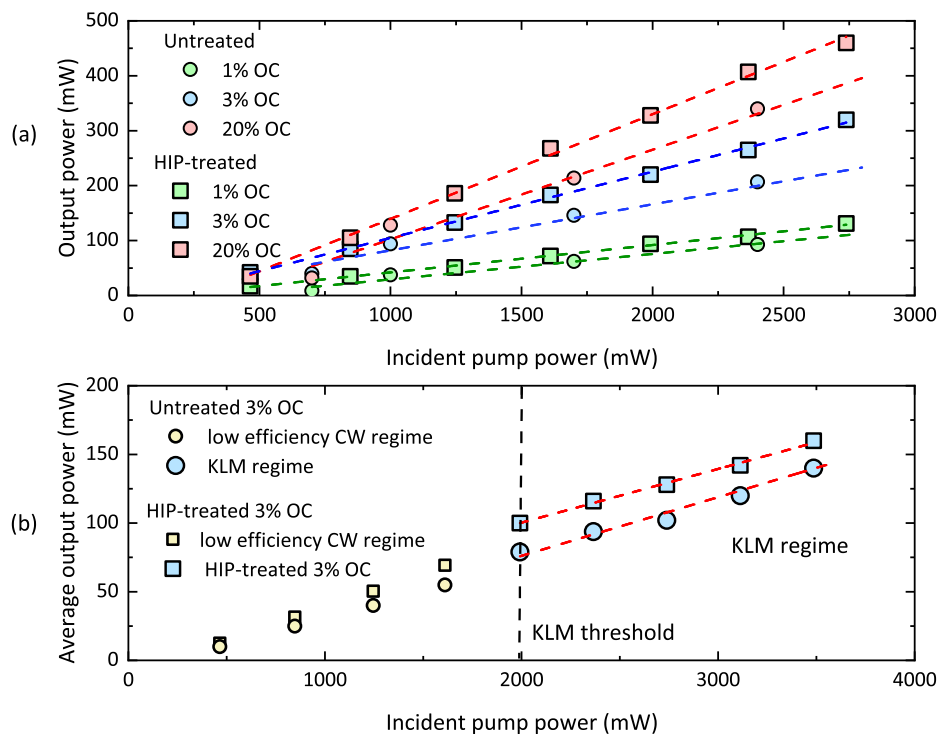 (a)
Output power (mW)
500
400
300
200
100
0
Untreated
1% OC
3% OC
20% OC
HIP-treated
1% OC
3% OC
20% OC
0 500 1000 1500 2000 2500 3000
Incident pump power (mW)
(b)
Average output power (mW)
200
150
100
50
0
Untreated 3% OC
low efficiency CW regime
KLM regime
HIP-treated 3% OC
low efficiency CW regime
HIP-treated 3% OC
KLM regime
KLM threshold
0 1000 2000 3000 4000
Incident pump power (mW)